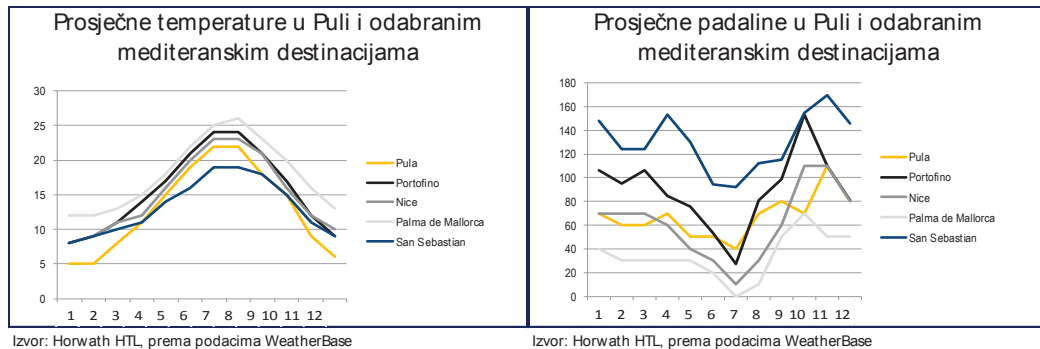 Prosječne temperature u Puli i odabranim
mediteranskim destinacijama
30
25
20
15
10
5
0
1 2 3 4 5 6 7 8 9 10 11 12
Pula
Portofino
Nice
Palma de Mallorca
San Sebastian
Izvor: Horwath HTL, prema podacima WeatherBase
Prosječne padaline u Puli i odabranim
mediteranskim destinacijama
180
160
140
120
100
80
60
40
20
0
1 2 3 4 5 6 7 8 9 10 11 12
Pula
Portofino
Nice
Palma de Mallorca
San Sebastian
Izvor: Horwath HTL, prema podacima WeatherBase